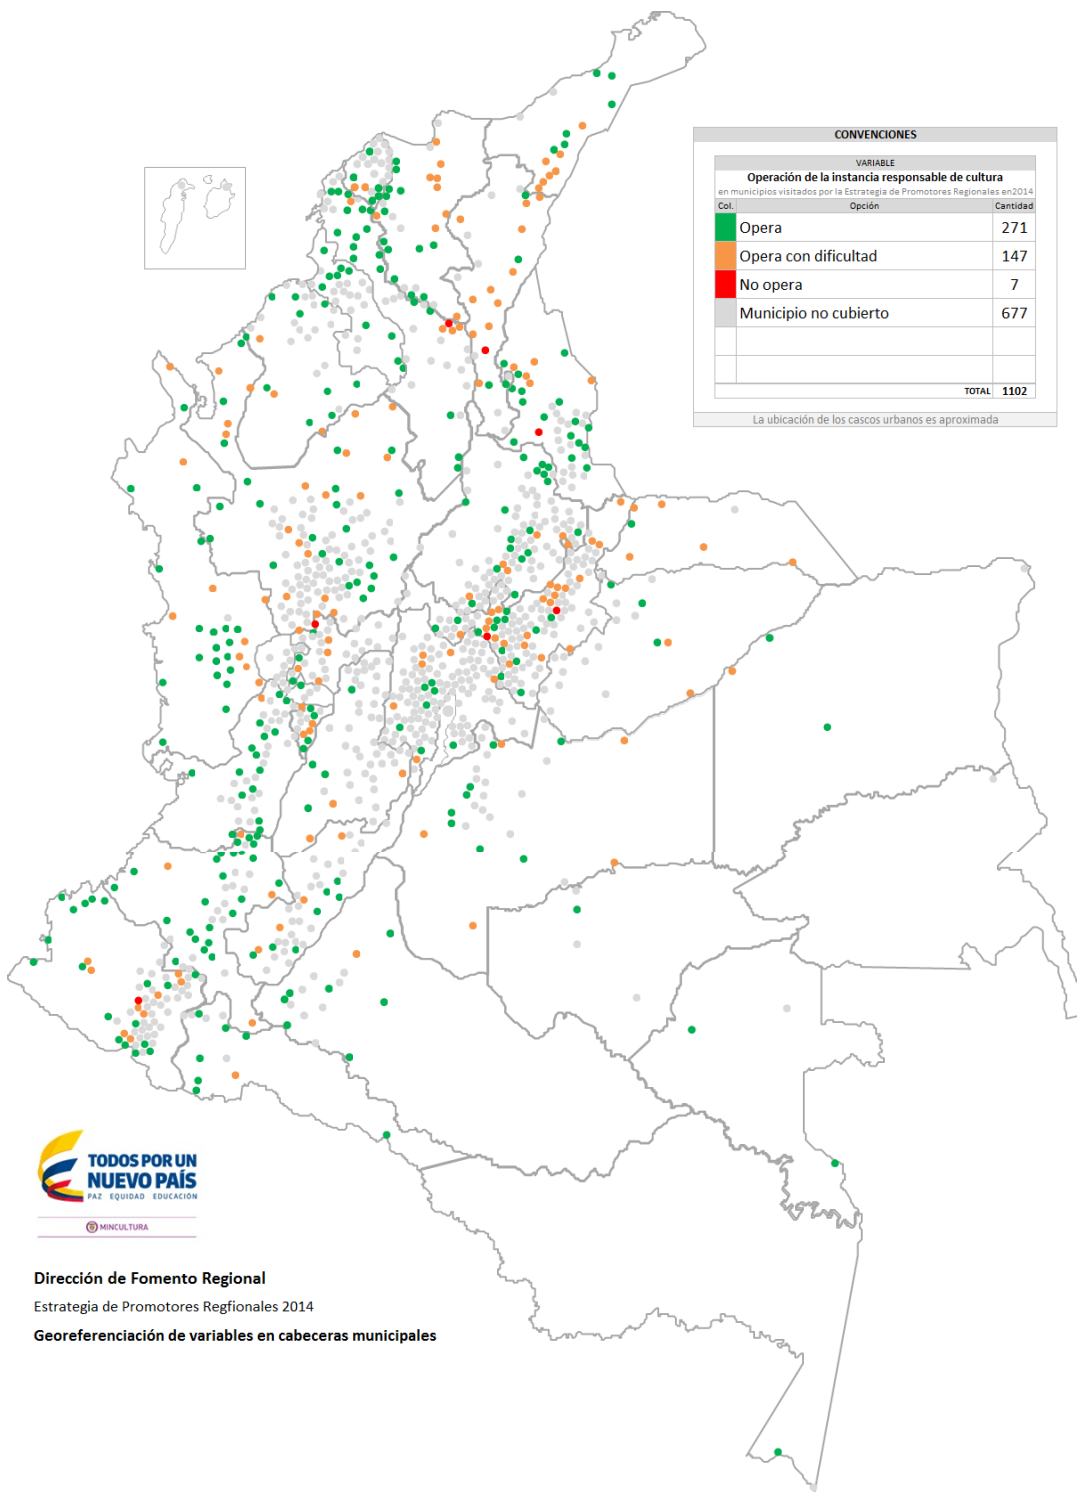 CONVENCIONES
VARIABLE
Operación de la instancia responsable de cultura
en municipios visitados por la Estrategia de Promotores Regionales en2014
Col. Opción Cantidad
Opera 271
Opera con dificultad 147
No opera 7
Municipio no cubierto 677
TOTAL 1102
La ubicación de los cascos urbanos es aproximada
TODOS POR UN
NUEVO PAÍS
PAZ EQUIDAD EDUCACIÓN
MINCULTURA
Dirección de Fomento Regional
Estrategia de Promotores Regfionales 2014
Georeferenciación de variables en cabeceras municipales